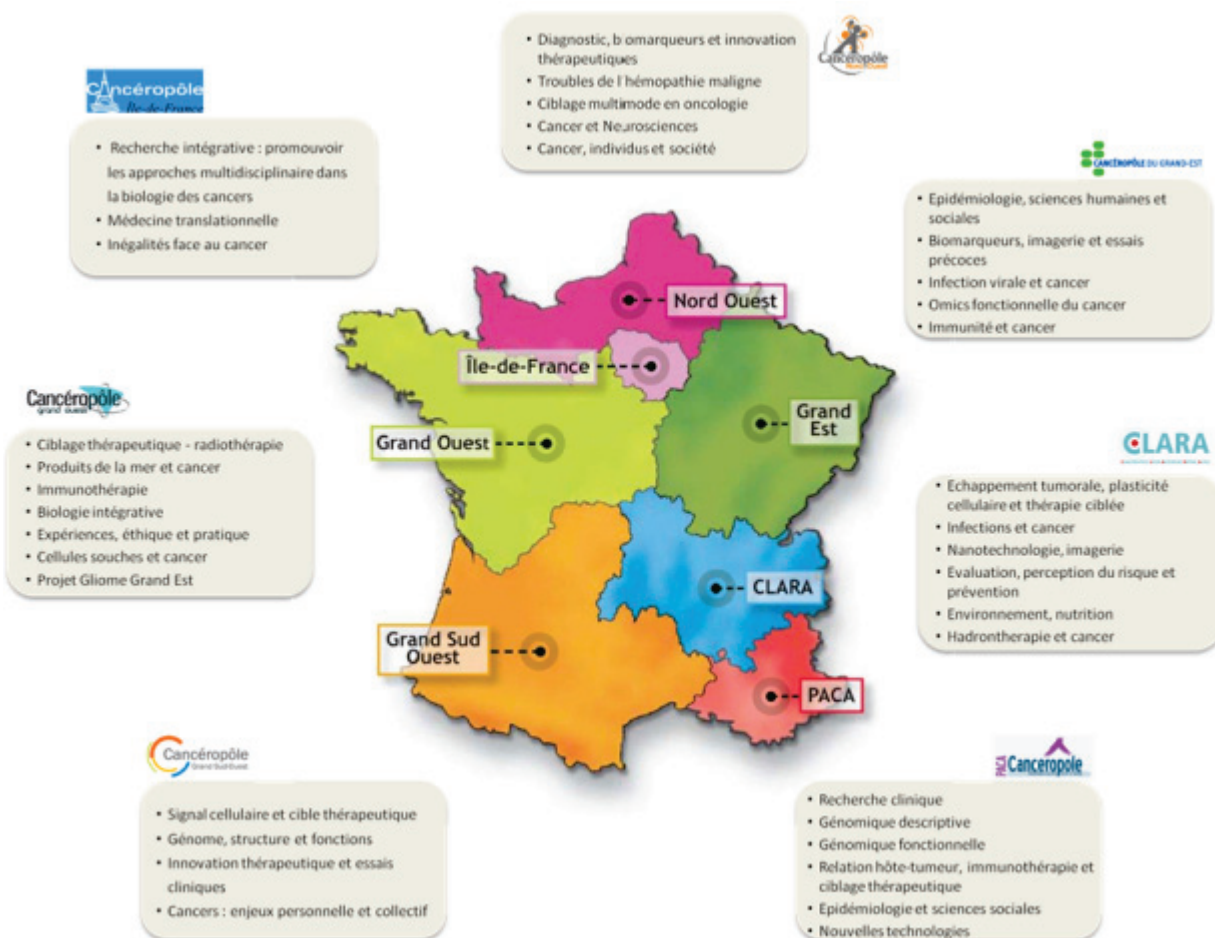 • Diagnostic, biomarqueurs et innovation
thérapeutiques
• Troubles de l'hémopathie maligne
• Ciblage multimode en oncologie
• Cancer et Neurosciences
• Cancer, individus et société
Cancéropôle
Nord-Ouest
Cancéropôle
Île-de-France
• Recherche intégrative : promouvoir
les approches multidisciplinaire dans
la biologie des cancers
• Médecine translationnelle
• Inégalités face au cancer
CANCÉROPÔLE DU GRAND-EST
• Epidémiologie, sciences humaines et
sociales
• Biomarqueurs, imagerie et essais
précoces
• Infection virale et cancer
• Omics fonctionnelle du cancer
• Immunité et cancer
Nord Ouest
Île-de-France
Grand
Est
Grand Ouest
CLARA
Grand Sud
Ouest
PACA
Cancéropôle
grand ouest
• Ciblage thérapeutique - radiothérapie
• Produits de la mer et cancer
• Immunothérapie
• Biologie intégrative
• Expériences, éthique et pratique
• Cellules souches et cancer
• Projet Gliome Grand Est
CLARA
• Echappement tumorale, plasticité
cellulaire et thérapie ciblée
• Infections et cancer
• Nanotechnologie, imagerie
• Evaluation, perception du risque et
prévention
• Environnement, nutrition
• Hadrontherapie et cancer
Cancéropôle
Grand Sud-Ouest
• Signal cellulaire et cible thérapeutique
• Génome, structure et fonctions
• Innovation thérapeutique et essais
cliniques
• Cancers : enjeux personnelle et collectif
PACA
Canceropole
• Recherche clinique
• Génomique descriptive
• Génomique fonctionnelle
• Relation hôte-tumeur, immunothérapie et
ciblage thérapeutique
• Epidémiologie et sciences sociales
• Nouvelles technologies